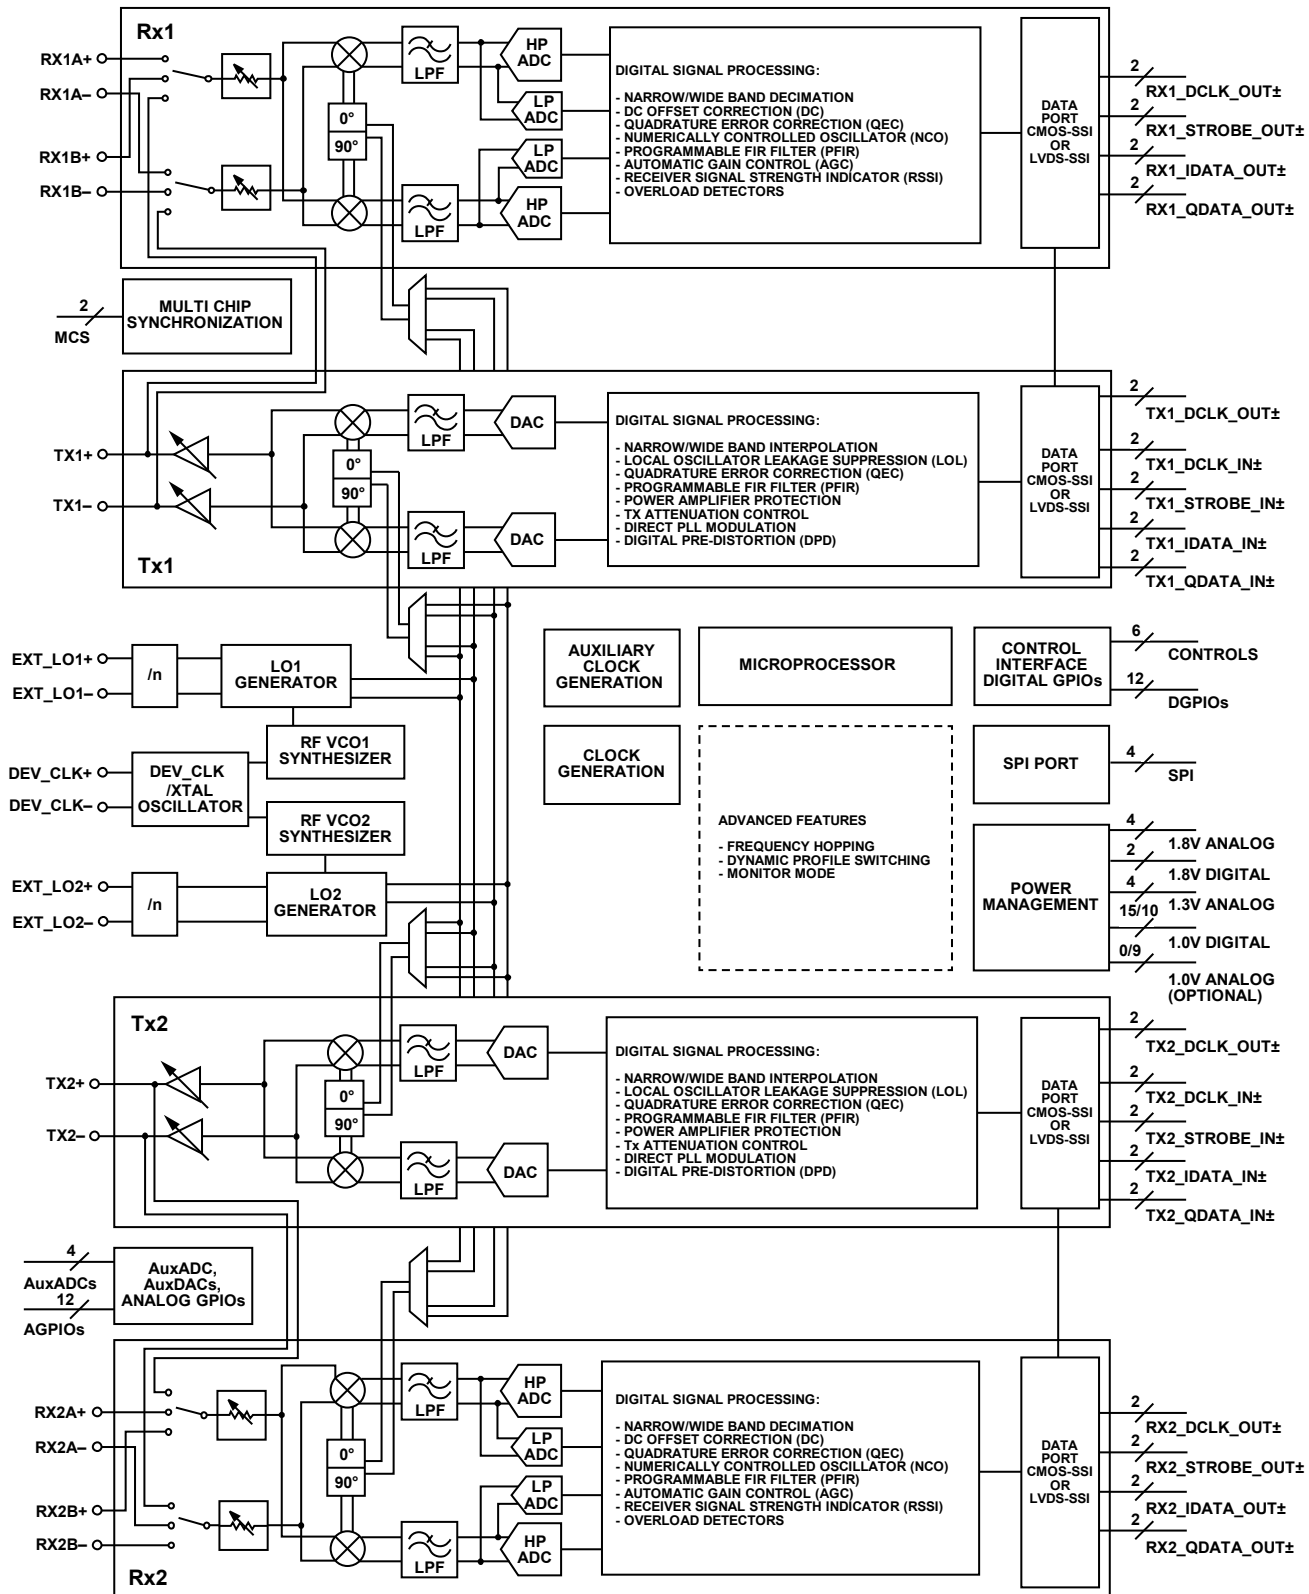 Rx1
RX1A+
RX1A–
RX1B+
RX1B–
LPF
HP
ADC
LP
ADC
0°
90°
LP
ADC
HP
ADC
LPF
DIGITAL SIGNAL PROCESSING:
- NARROW/WIDE BAND DECIMATION
- DC OFFSET CORRECTION (DC)
- QUADRATURE ERROR CORRECTION (QEC)
- NUMERICALLY CONTROLLED OSCILLATOR (NCO)
- PROGRAMMABLE FIR FILTER (PFIR)
- AUTOMATIC GAIN CONTROL (AGC)
- RECEIVER SIGNAL STRENGTH INDICATOR (RSSI)
- OVERLOAD DETECTORS
DATA
PORT
CMOS-SSI
OR
LVDS-SSI
2
RX1_DCLK_OUT±
2
RX1_STROBE_OUT±
2
RX1_IDATA_OUT±
2
RX1_QDATA_OUT±
2
MCS
MULTI CHIP
SYNCHRONIZATION
TX1+
TX1–
Tx1
LPF
DAC
0°
90°
LPF
DAC
DIGITAL SIGNAL PROCESSING:
- NARROW/WIDE BAND INTERPOLATION
- LOCAL OSCILLATOR LEAKAGE SUPPRESSION (LOL)
- QUADRATURE ERROR CORRECTION (QEC)
- PROGRAMMABLE FIR FILTER (PFIR)
- POWER AMPLIFIER PROTECTION
- TX ATTENUATION CONTROL
- DIRECT PLL MODULATION
- DIGITAL PRE-DISTORTION (DPD)
DATA
PORT
CMOS-SSI
OR
LVDS-SSI
2
TX1_DCLK_OUT±
2
TX1_DCLK_IN±
2
TX1_STROBE_IN±
2
TX1_IDATA_IN±
2
TX1_QDATA_IN±
EXT_LO1+
EXT_LO1–
/n
LO1
GENERATOR
RF VCO1
SYNTHESIZER
DEV_CLK+
DEV_CLK–
DEV_CLK
/XTAL
OSCILLATOR
RF VCO2
SYNTHESIZER
EXT_LO2+
EXT_LO2–
/n
LO2
GENERATOR
AUXILIARY
CLOCK
GENERATION
MICROPROCESSOR
CONTROL
INTERFACE
DIGITAL GPIOs
6
CONTROLS
12
DGPIOs
CLOCK
GENERATION
ADVANCED FEATURES
- FREQUENCY HOPPING
- DYNAMIC PROFILE SWITCHING
- MONITOR MODE
SPI PORT
4
SPI
POWER
MANAGEMENT
4
1.8V ANALOG
2
1.8V DIGITAL
4
1.3V ANALOG
15/10
1.0V DIGITAL
0/9
1.0V ANALOG
(OPTIONAL)
Tx2
TX2+
TX2–
LPF
DAC
0°
90°
LPF
DAC
DIGITAL SIGNAL PROCESSING:
- NARROW/WIDE BAND INTERPOLATION
- LOCAL OSCILLATOR LEAKAGE SUPPRESSION (LOL)
- QUADRATURE ERROR CORRECTION (QEC)
- PROGRAMMABLE FIR FILTER (PFIR)
- POWER AMPLIFIER PROTECTION
- Tx ATTENUATION CONTROL
- DIRECT PLL MODULATION
- DIGITAL PRE-DISTORTION (DPD)
DATA
PORT
CMOS-SSI
OR
LVDS-SSI
2
TX2_DCLK_OUT±
2
TX2_DCLK_IN±
2
TX2_STROBE_IN±
2
TX2_IDATA_IN±
2
TX2_QDATA_IN±
4
AuxADCs
12
AGPIOs
AuxADC,
AuxDACs,
ANALOG GPIOs
RX2A+
RX2A–
RX2B+
RX2B–
Rx2
LPF
HP
ADC
LP
ADC
0°
90°
LP
ADC
HP
ADC
LPF
DIGITAL SIGNAL PROCESSING:
- NARROW/WIDE BAND DECIMATION
- DC OFFSET CORRECTION (DC)
- QUADRATURE ERROR CORRECTION (QEC)
- NUMERICALLY CONTROLLED OSCILLATOR (NCO)
- PROGRAMMABLE FIR FILTER (PFIR)
- AUTOMATIC GAIN CONTROL (AGC)
- RECEIVER SIGNAL STRENGTH INDICATOR (RSSI)
- OVERLOAD DETECTORS
DATA
PORT
CMOS-SSI
OR
LVDS-SSI
2
RX2_DCLK_OUT±
2
RX2_STROBE_OUT±
2
RX2_IDATA_OUT±
2
RX2_QDATA_OUT±